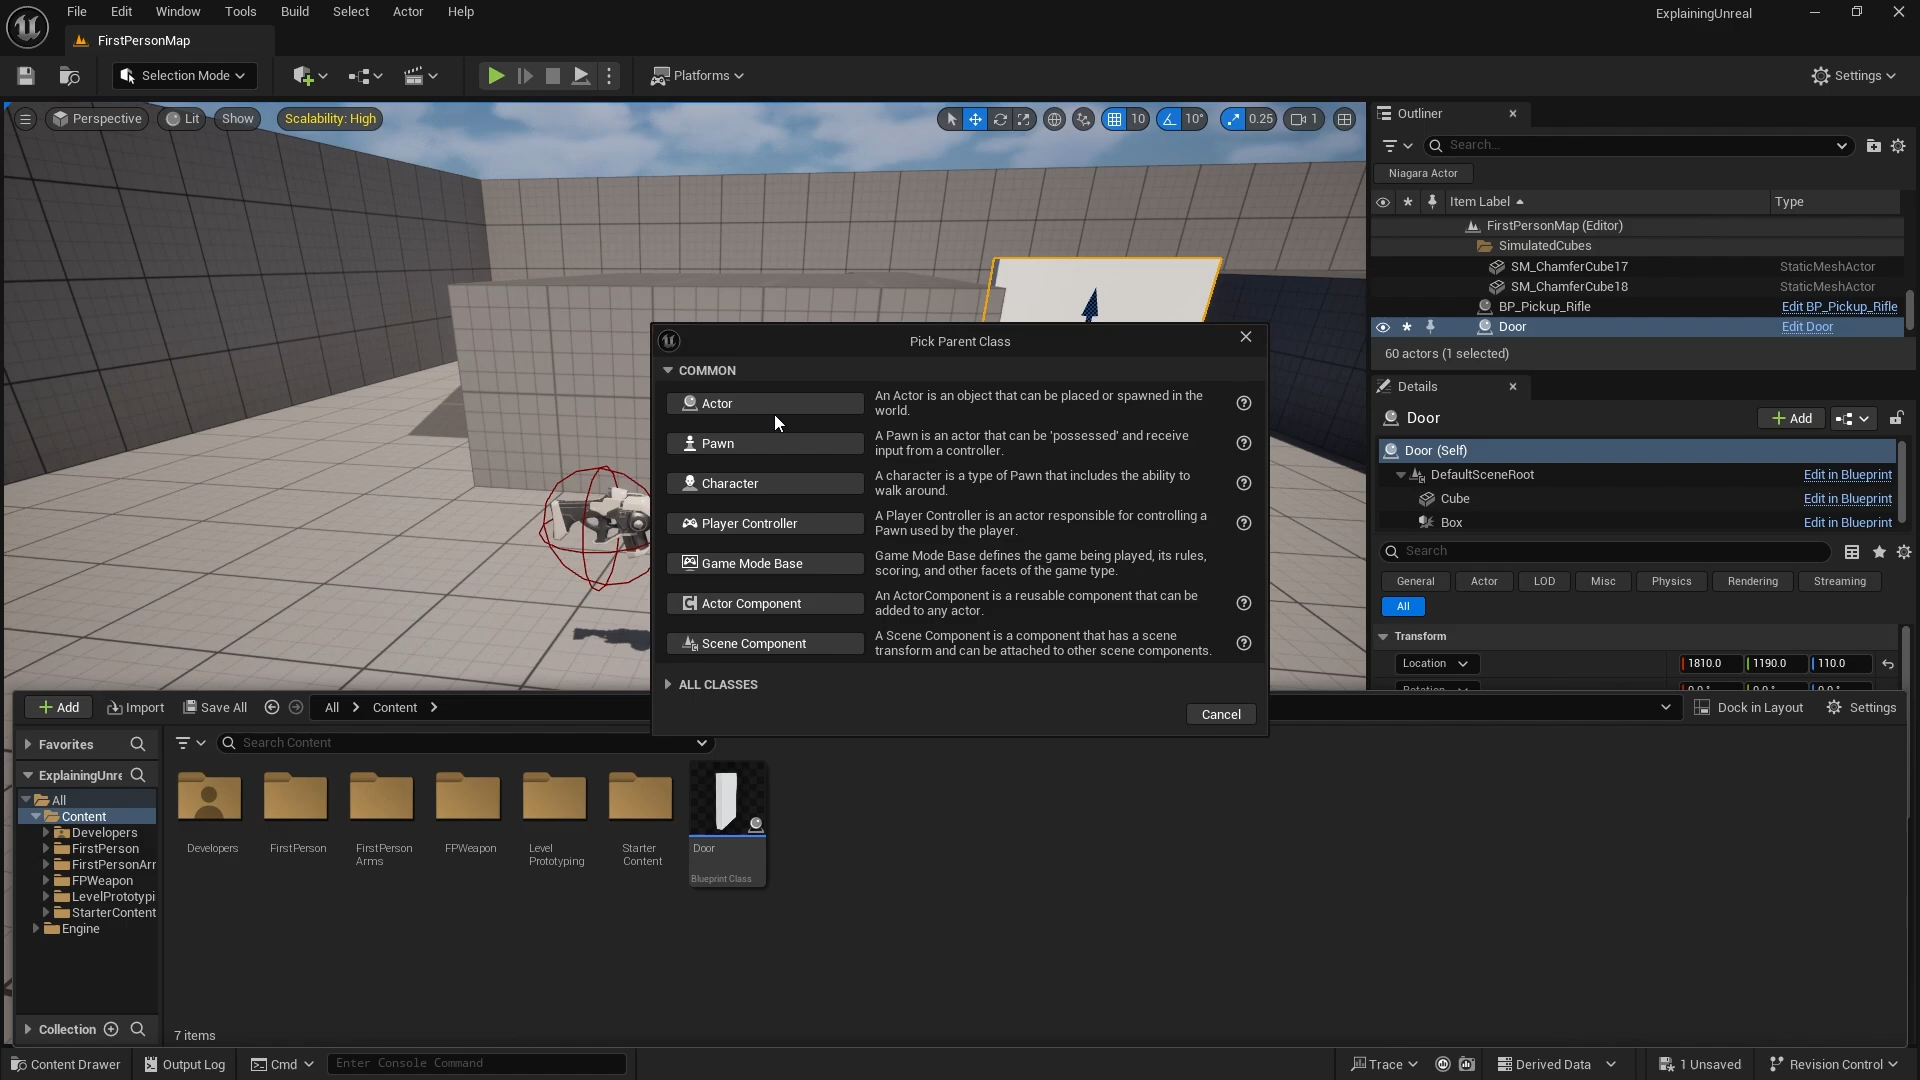 File Edit Window Tools Build Select Actor Help
ExplainingUnreal
FirstPersonMap
Selection Mode
Platforms
Settings
Perspective Lit Show Scalability: High
10 10° 0.25 1
Outliner
Search...
Niagara Actor
Item Label Type
FirstPersonMap (Editor)
SimulatedCubes
SM_ChamferCube17 StaticMeshActor
SM_ChamferCube18 StaticMeshActor
BP_Pickup_Rifle Edit BP_Pickup_Rifle
Door Edit Door
60 actors (1 selected)
Details
Door
Add
Door (Self)
DefaultSceneRoot Edit in Blueprint
Cube Edit in Blueprint
Box Edit in Blueprint
Search
General Actor LOD Misc Physics Rendering Streaming
All
Transform
Location 1810.0 1190.0 110.0
Pick Parent Class
COMMON
Actor
An Actor is an object that can be placed or spawned in the
world.
Pawn
A Pawn is an actor that can be 'possessed' and receive
input from a controller.
Character
A character is a type of Pawn that includes the ability to
walk around.
Player Controller
A Player Controller is an actor responsible for controlling a
Pawn used by the player.
Game Mode Base
Game Mode Base defines the game being played, its rules,
scoring, and other facets of the game type.
Actor Component
An ActorComponent is a reusable component that can be
added to any actor.
Scene Component
A Scene Component is a component that has a scene
transform and can be attached to other scene components.
ALL CLASSES
Cancel
Add Import Save All All Content
Dock in Layout Settings
Favorites
Search Content
ExplainingUnre
All
Content
Developers
FirstPerson
FirstPersonArr
FPWeapon
LevelPrototypi
StarterContent
Engine
Collection
Developers
FirstPerson
FirstPerson
Arms
FPWeapon
Level
Prototyping
Starter
Content
Door
Blueprint Class
7 items
Content Drawer Output Log Cmd Enter Console Command
Trace Derived Data 1 Unsaved Revision Control